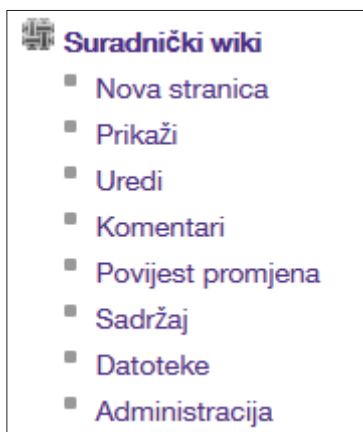 Suradnički wiki
Nova stranica
Prikaži
Uredi
Komentari
Povijest promjena
Sadržaj
Datoteke
Administracija